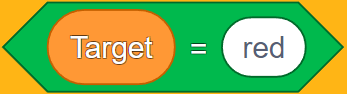 Target = red